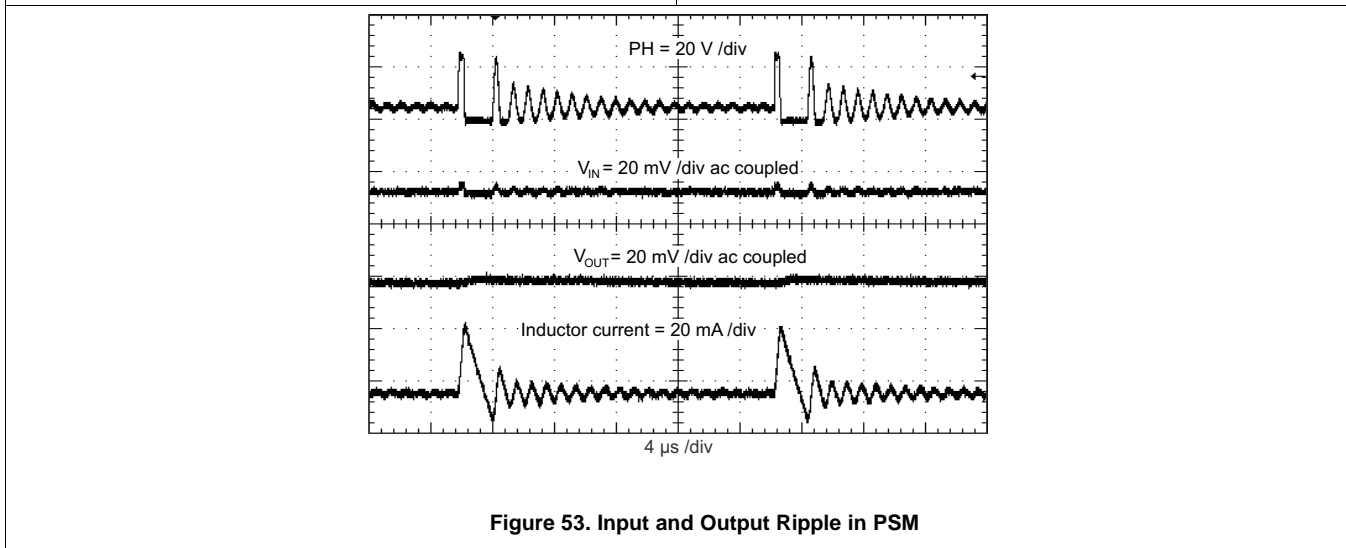 PH = 20 V /div
V_IN = 20 mV /div ac coupled
V_OUT = 20 mV /div ac coupled
Inductor current = 20 mA /div
4 µs /div
Figure 53. Input and Output Ripple in PSM